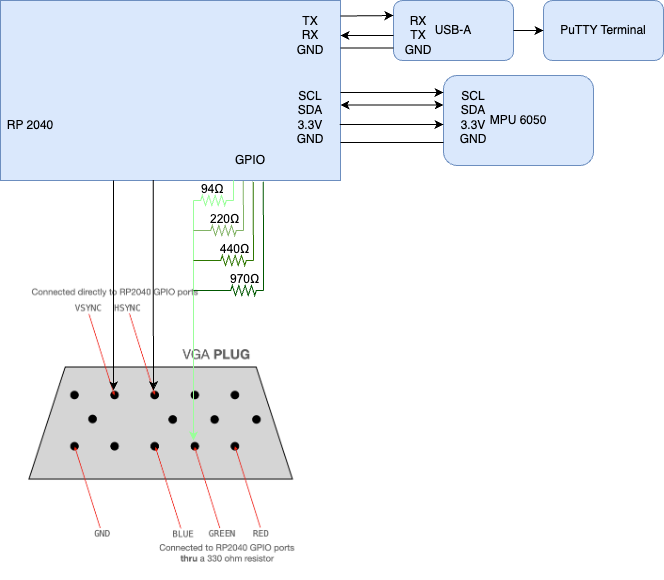 TX
RX
GND
RX
TX
GND
USB-A
PuTTY Terminal
RP 2040
SCL
SDA
3.3V
GND
SCL
SDA
3.3V
GND
MPU 6050
GPIO
94Ω
220Ω
440Ω
970Ω
Connected directly to RP2040 GPIO ports
VSYNC HSYNC
VGA PLUG
GND
BLUE GREEN RED
Connected to RP2040 GPIO ports
thru a 330 ohm resistor